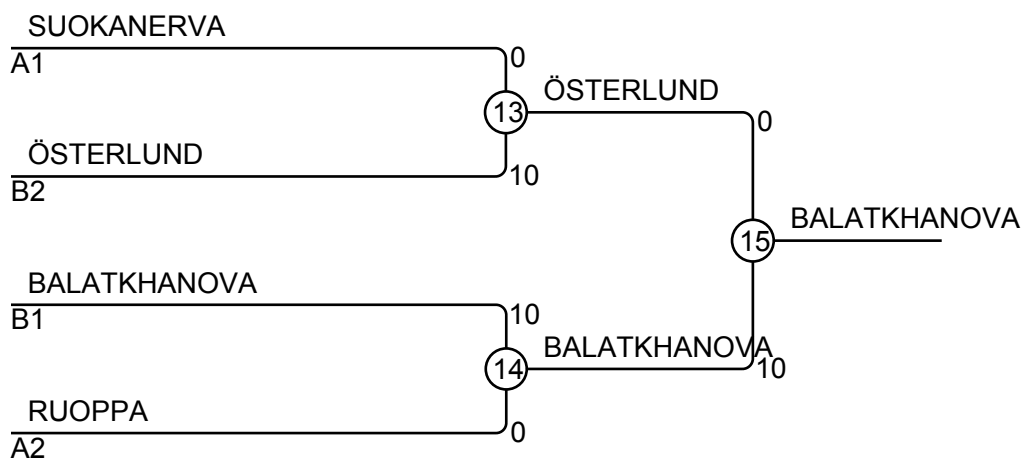 SUOKANERVA
A1
0
13
ÖSTERLUND
0
ÖSTERLUND
B2
10
15
BALATKHANOVA
BALATKHANOVA
B1
10
14
BALATKHANOVA
10
RUOPPA
A2
0